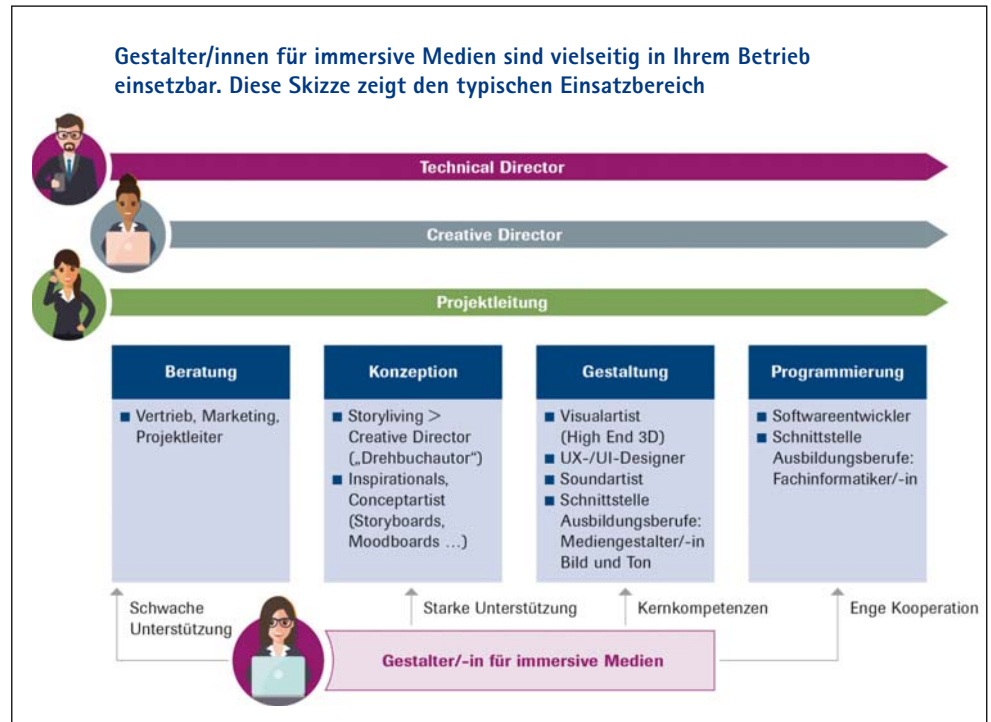 Gestalter/innen für immersive Medien sind vielseitig in Ihrem Betrieb
einsetzbar. Diese Skizze zeigt den typischen Einsatzbereich
Technical Director
Creative Director
Projektleitung
Beratung
■ Vertrieb, Marketing,
Projektleiter
Konzeption
■ Storyliving >
Creative Director
(„Drehbuchautor“)
■ Inspirationals,
Conceptartist
(Storyboards,
Moodboards ...)
Gestaltung
■ Visualartist
(High End 3D)
■ UX-/UI-Designer
■ Soundartist
■ Schnittstelle
Ausbildungsberufe:
Mediengestalter/-in
Bild und Ton
Programmierung
■ Softwareentwickler
■ Schnittstelle
Ausbildungsberufe:
Fachinformatiker/-in
Schwache
Unterstützung
Starke Unterstützung
Kernkompetenzen
Enge Kooperation
Gestalter/-in für immersive Medien